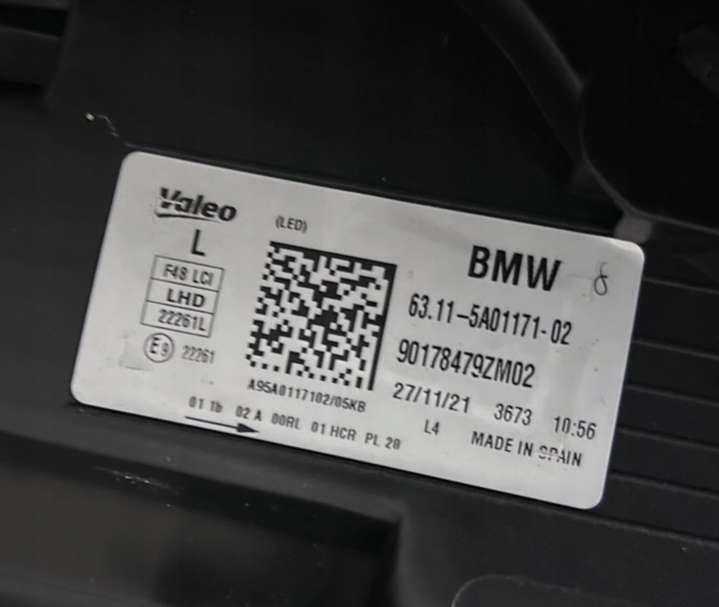 Valeo
L
F48 LCI
LHD
22261L
E9 22261
(LED)
A95A0117102/05KB
BMW 8
63.11-5A01171-02
90178479ZM02
27/11/21 3673 10:56
L4 MADE IN SPAIN
01 1b 02 A 00RL 01 HCR PL 20